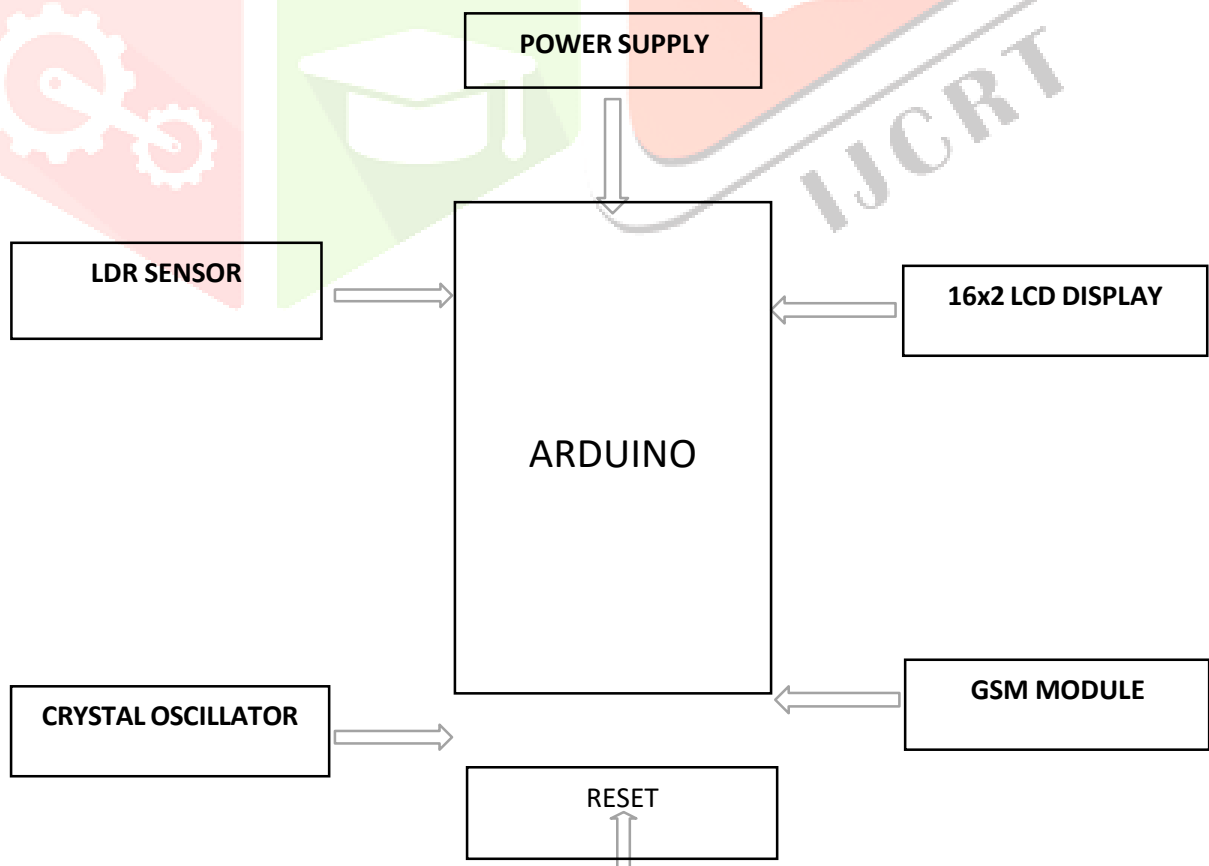 POWER SUPPLY
IJCRT
LDR SENSOR
16x2 LCD DISPLAY
ARDUINO
GSM MODULE
CRYSTAL OSCILLATOR
RESET